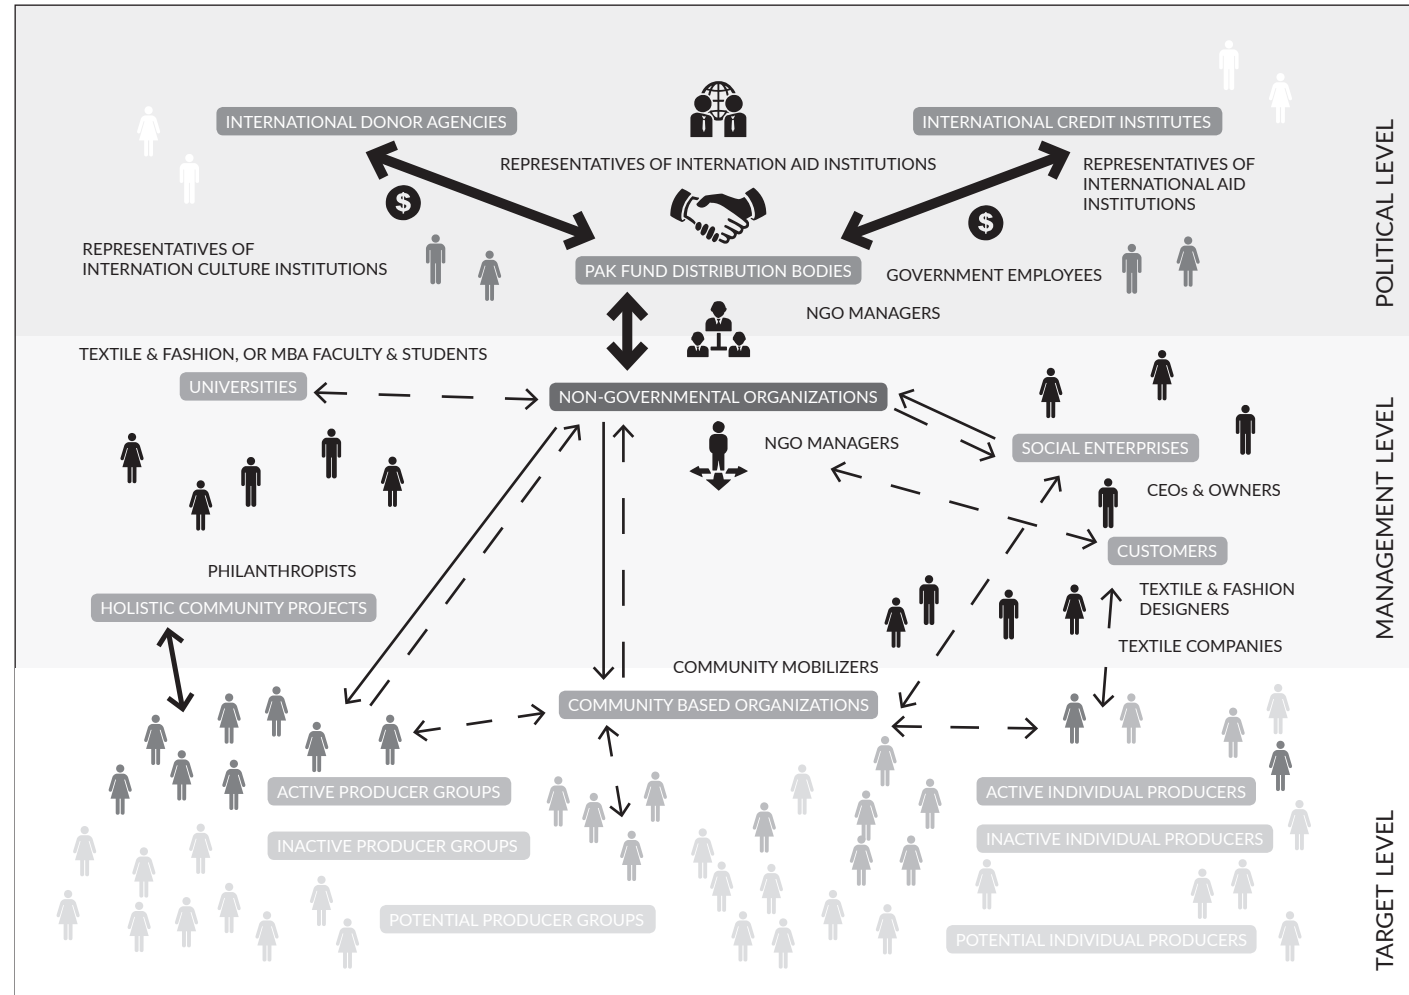 INTERNATIONAL DONOR AGENCIES
INTERNATIONAL CREDIT INSTITUTES
REPRESENTATIVES OF INTERNATION AID INSTITUTIONS
REPRESENTATIVES OF
INTERNATIONAL AID
INSTITUTIONS
$
$
REPRESENTATIVES OF
INTERNATION CULTURE INSTITUTIONS
PAK FUND DISTRIBUTION BODIES
GOVERNMENT EMPLOYEES
NGO MANAGERS
POLITICAL LEVEL
TEXTILE & FASHION, OR MBA FACULTY & STUDENTS
UNIVERSITIES
NON-GOVERNMENTAL ORGANIZATIONS
NGO MANAGERS
SOCIAL ENTERPRISES
CEOs & OWNERS
CUSTOMERS
PHILANTHROPISTS
HOLISTIC COMMUNITY PROJECTS
TEXTILE & FASHION
DESIGNERS
TEXTILE COMPANIES
MANAGEMENT LEVEL
COMMUNITY MOBILIZERS
COMMUNITY BASED ORGANIZATIONS
ACTIVE PRODUCER GROUPS
ACTIVE INDIVIDUAL PRODUCERS
INACTIVE PRODUCER GROUPS
INACTIVE INDIVIDUAL PRODUCERS
POTENTIAL PRODUCER GROUPS
POTENTIAL INDIVIDUAL PRODUCERS
TARGET LEVEL